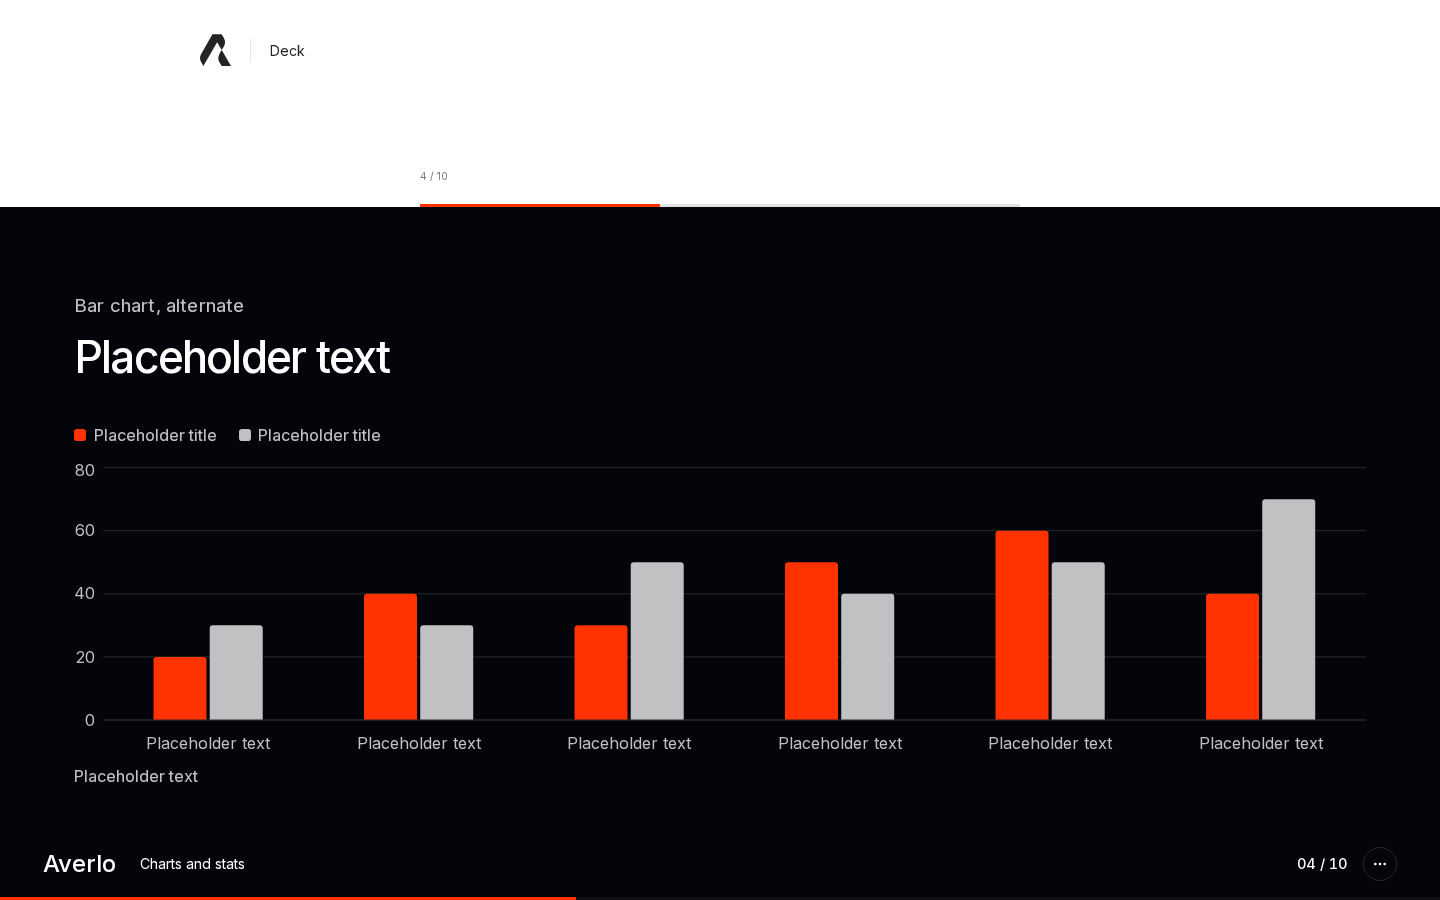 Deck
4 / 10
Bar chart, alternate
Placeholder text
Placeholder title Placeholder title
80
60
40
20
0
Placeholder text Placeholder text Placeholder text Placeholder text Placeholder text Placeholder text
Placeholder text
Averlo Charts and stats 04 / 10